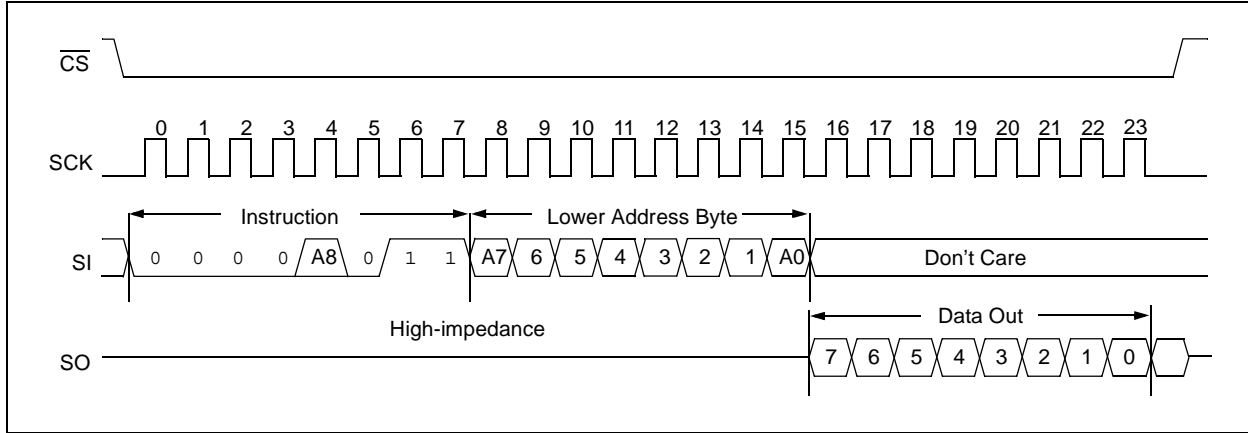 CS
0 1 2 3 4 5 6 7 8 9 10 11 12 13 14 15 16 17 18 19 20 21 22 23
SCK
Instruction Lower Address Byte
SI 0 0 0 0 A8 0 1 1 A7 6 5 4 3 2 1 A0 Don't Care
High-impedance Data Out
SO 7 6 5 4 3 2 1 0